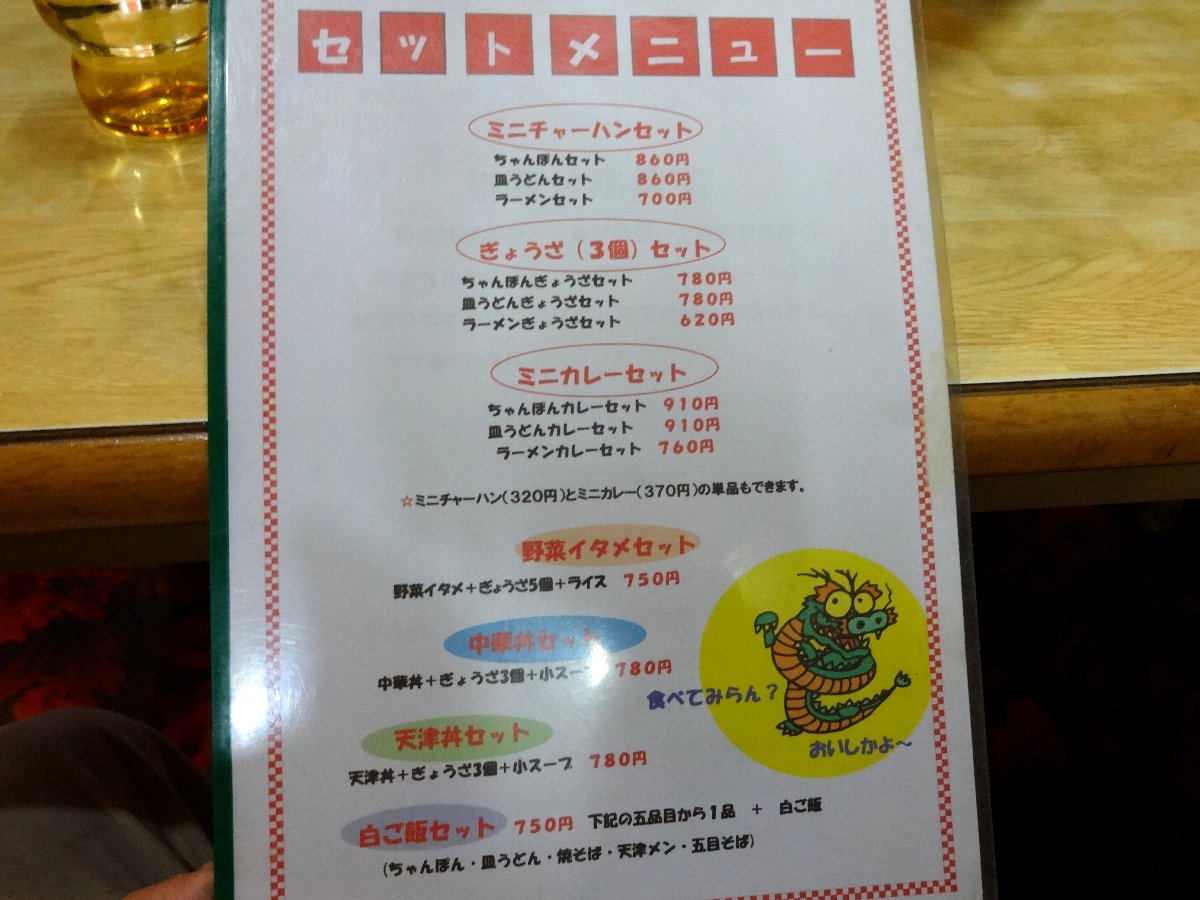 セットメニュー
ミニチャーハンセット
ちゃんぽんセット 860円
皿うどんセット 860円
ラーメンセット 700円
ぎょうざ(3個)セット
ちゃんぽんぎょうざセット 780円
皿うどんぎょうざセット 780円
ラーメンぎょうざセット 620円
ミニカレーセット
ちゃんぽんカレーセット 910円
皿うどんカレーセット 910円
ラーメンカレーセット 760円
☆ミニチャーハン(320円)とミニカレー(370円)の単品もできます。
野菜イタメセット
野菜イタメ+ぎょうざ5個+ライス 750円
中華丼セット
中華丼+ぎょうざ3個+小スープ 780円
食べてみらん?
おいしかよ~
天津丼セット
天津丼+ぎょうざ3個+小スープ 780円
白ご飯セット 750円 下記の五品目から1品 + 白ご飯
(ちゃんぽん・皿うどん・焼そば・天津メン・五目そば)